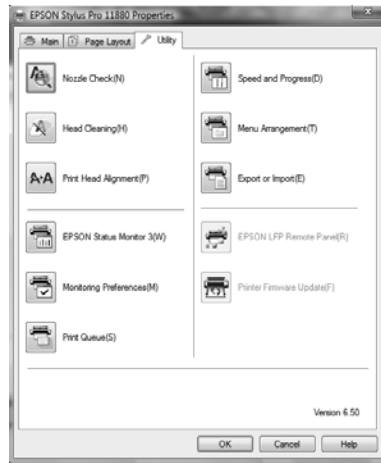 EPSON Stylus Pro 11880 Properties
Main Page Layout Utility
Nozzle Check(N)
Speed and Progress(D)
Head Cleaning(H)
Menu Arrangement(T)
A·A Print Head Alignment(P)
Export or Import(E)
EPSON Status Monitor 3(W)
EPSON LFP Remote Panel(R)
Monitoring Preferences(M)
Printer Firmware Update(F)
Print Queue(S)
Version 6.50
OK Cancel Help